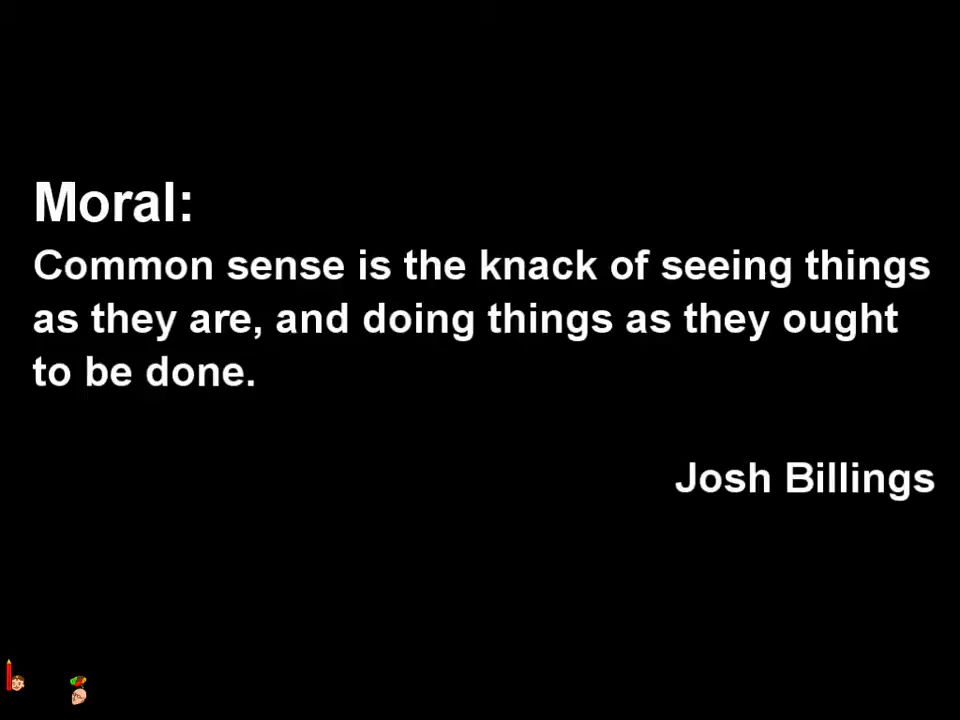 Moral:
Common sense is the knack of seeing things
as they are, and doing things as they ought
to be done.
Josh Billings